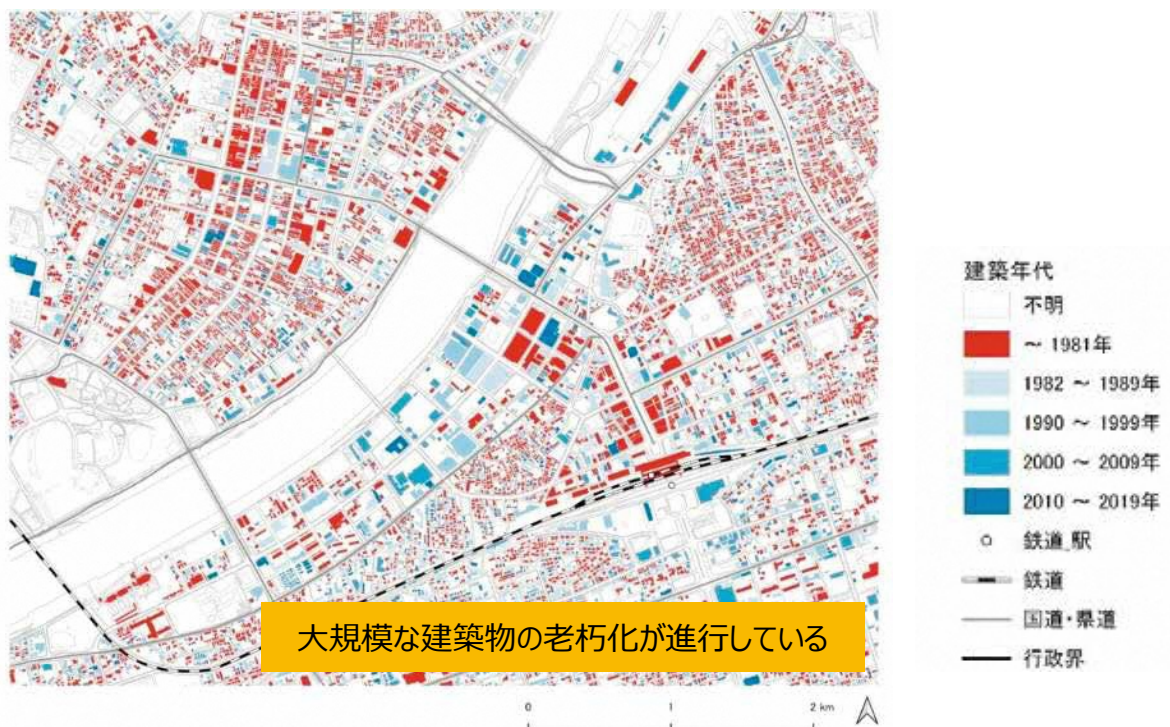 建築年代
不明
～ 1981年
1982 ～ 1989年
1990 ～ 1999年
2000 ～ 2009年
2010 ～ 2019年
鉄道_駅
鉄道
国道・県道
行政界
大規模な建築物の老朽化が進行している
0 1 2 km